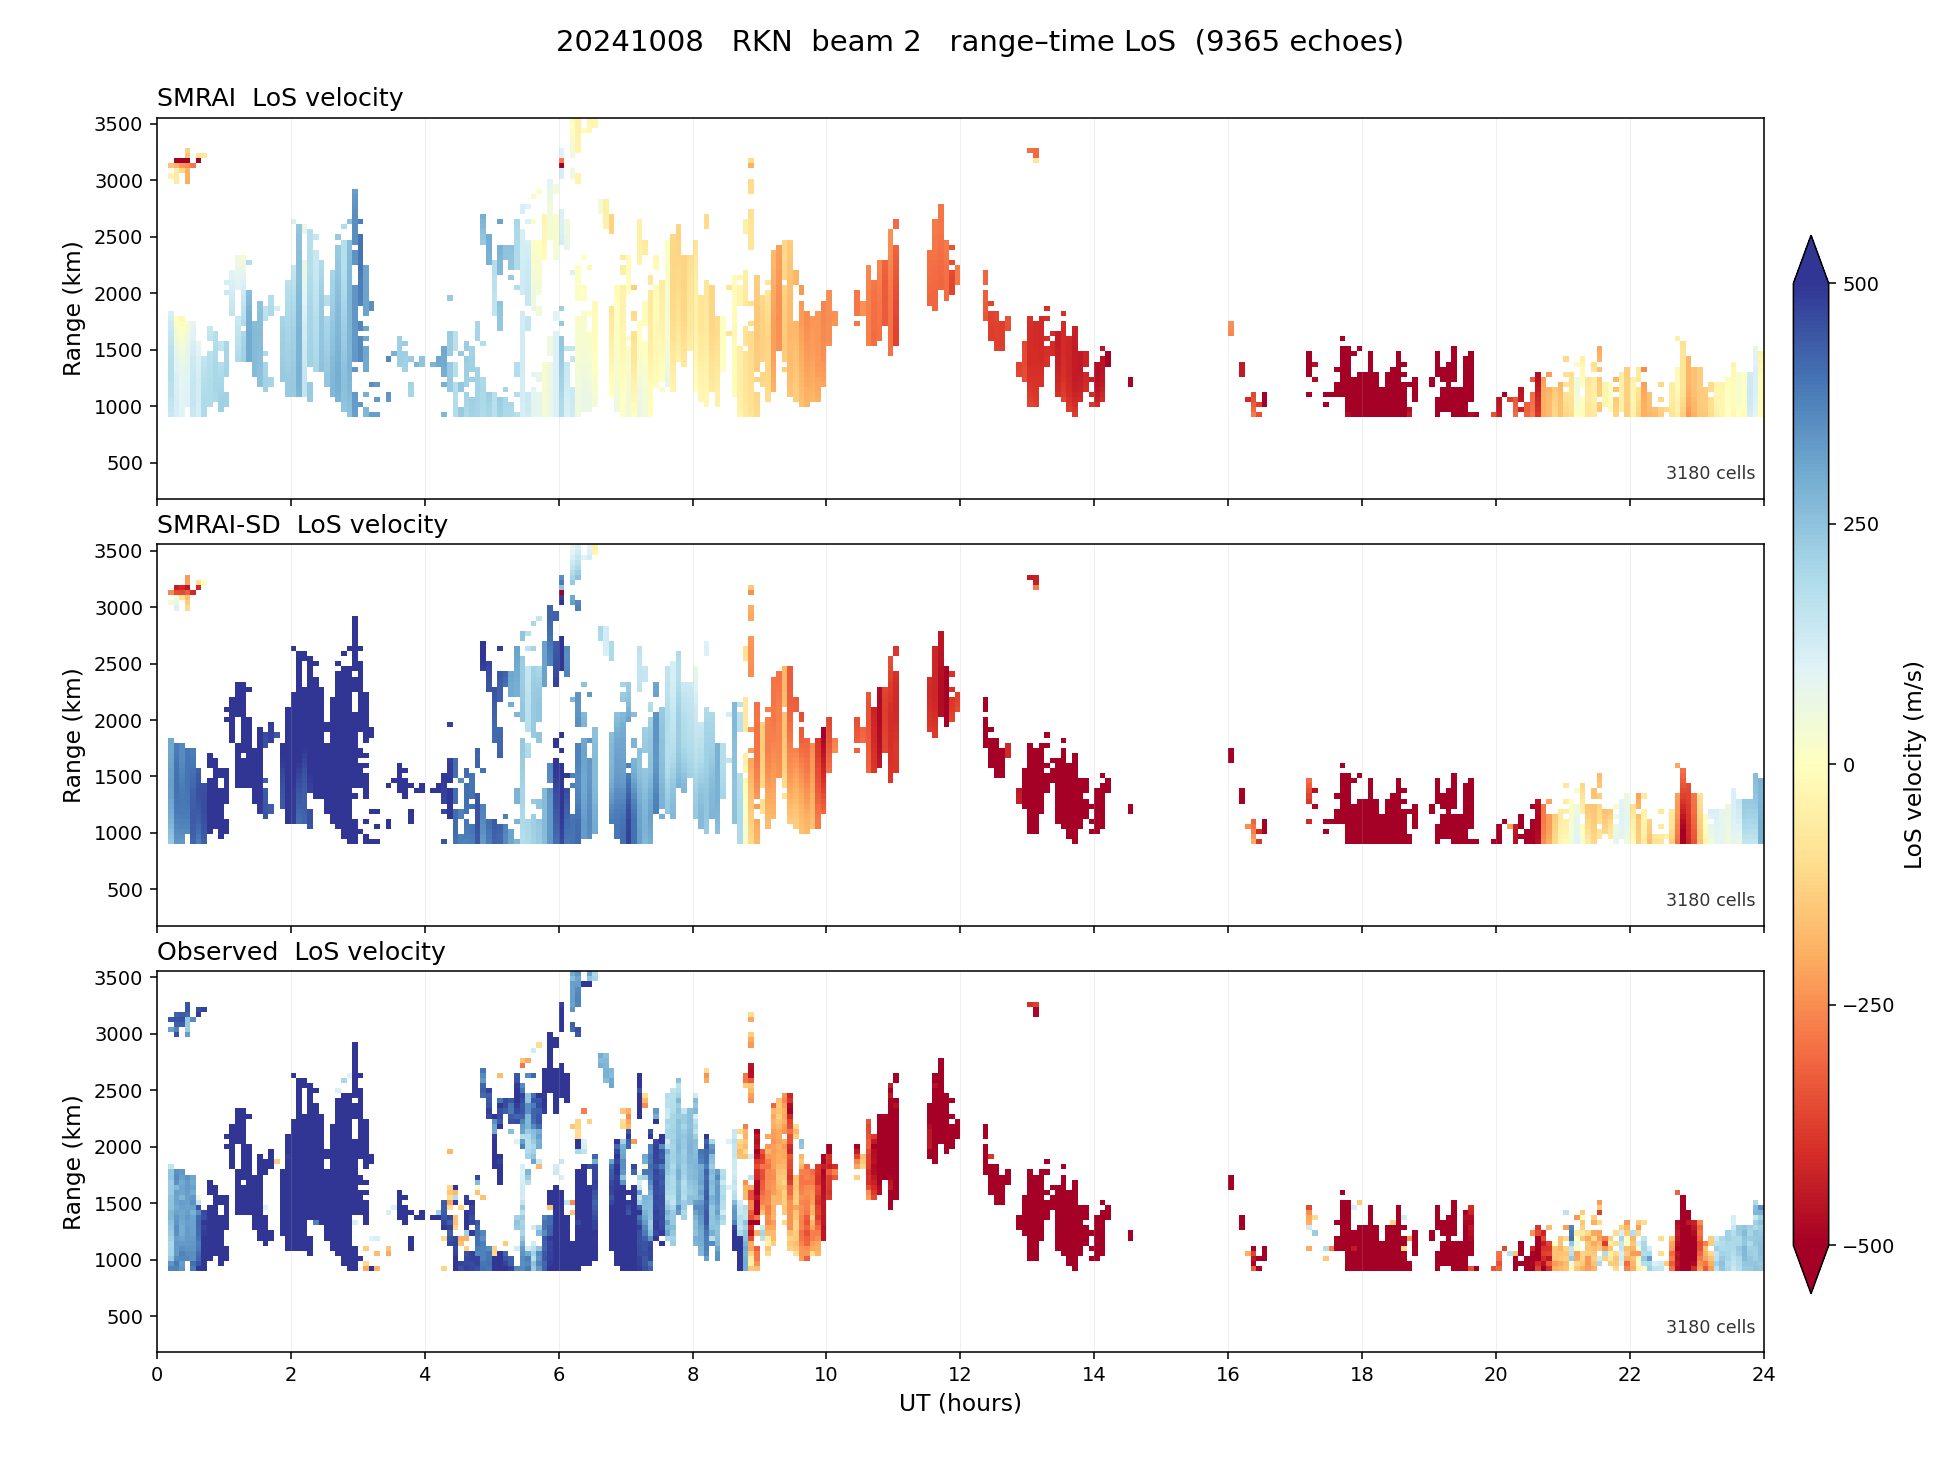 20241008   RKN  beam 2   range–time LoS  (9365 echoes)
SMRAI  LoS velocity
3500
3000
2500
2000
1500
1000
500
Range (km)
3180 cells
SMRAI-SD  LoS velocity
3500
3000
2500
2000
1500
1000
500
Range (km)
3180 cells
Observed  LoS velocity
3500
3000
2500
2000
1500
1000
500
Range (km)
3180 cells
0 2 4 6 8 10 12 14 16 18 20 22 24
UT (hours)
500
250
0
−250
−500
LoS velocity (m/s)